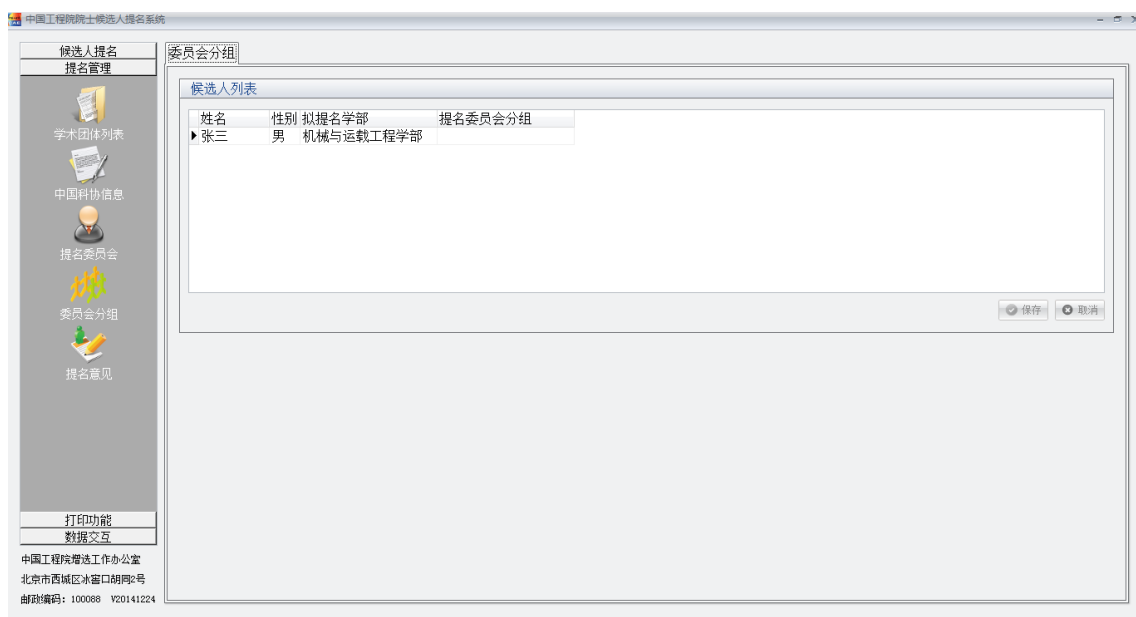 中国工程院院士候选人提名系统
候选人提名
提名管理
学术团体列表
中国科协信息
提名委员会
委员会分组
提名意见
打印功能
数据交互
中国工程院增选工作办公室
北京市西城区冰窖口胡同2号
邮政编码：100088 V20141224
委员会分组
候选人列表
姓名 性别 拟提名学部 提名委员会分组
张三 男 机械与运载工程学部
保存 取消